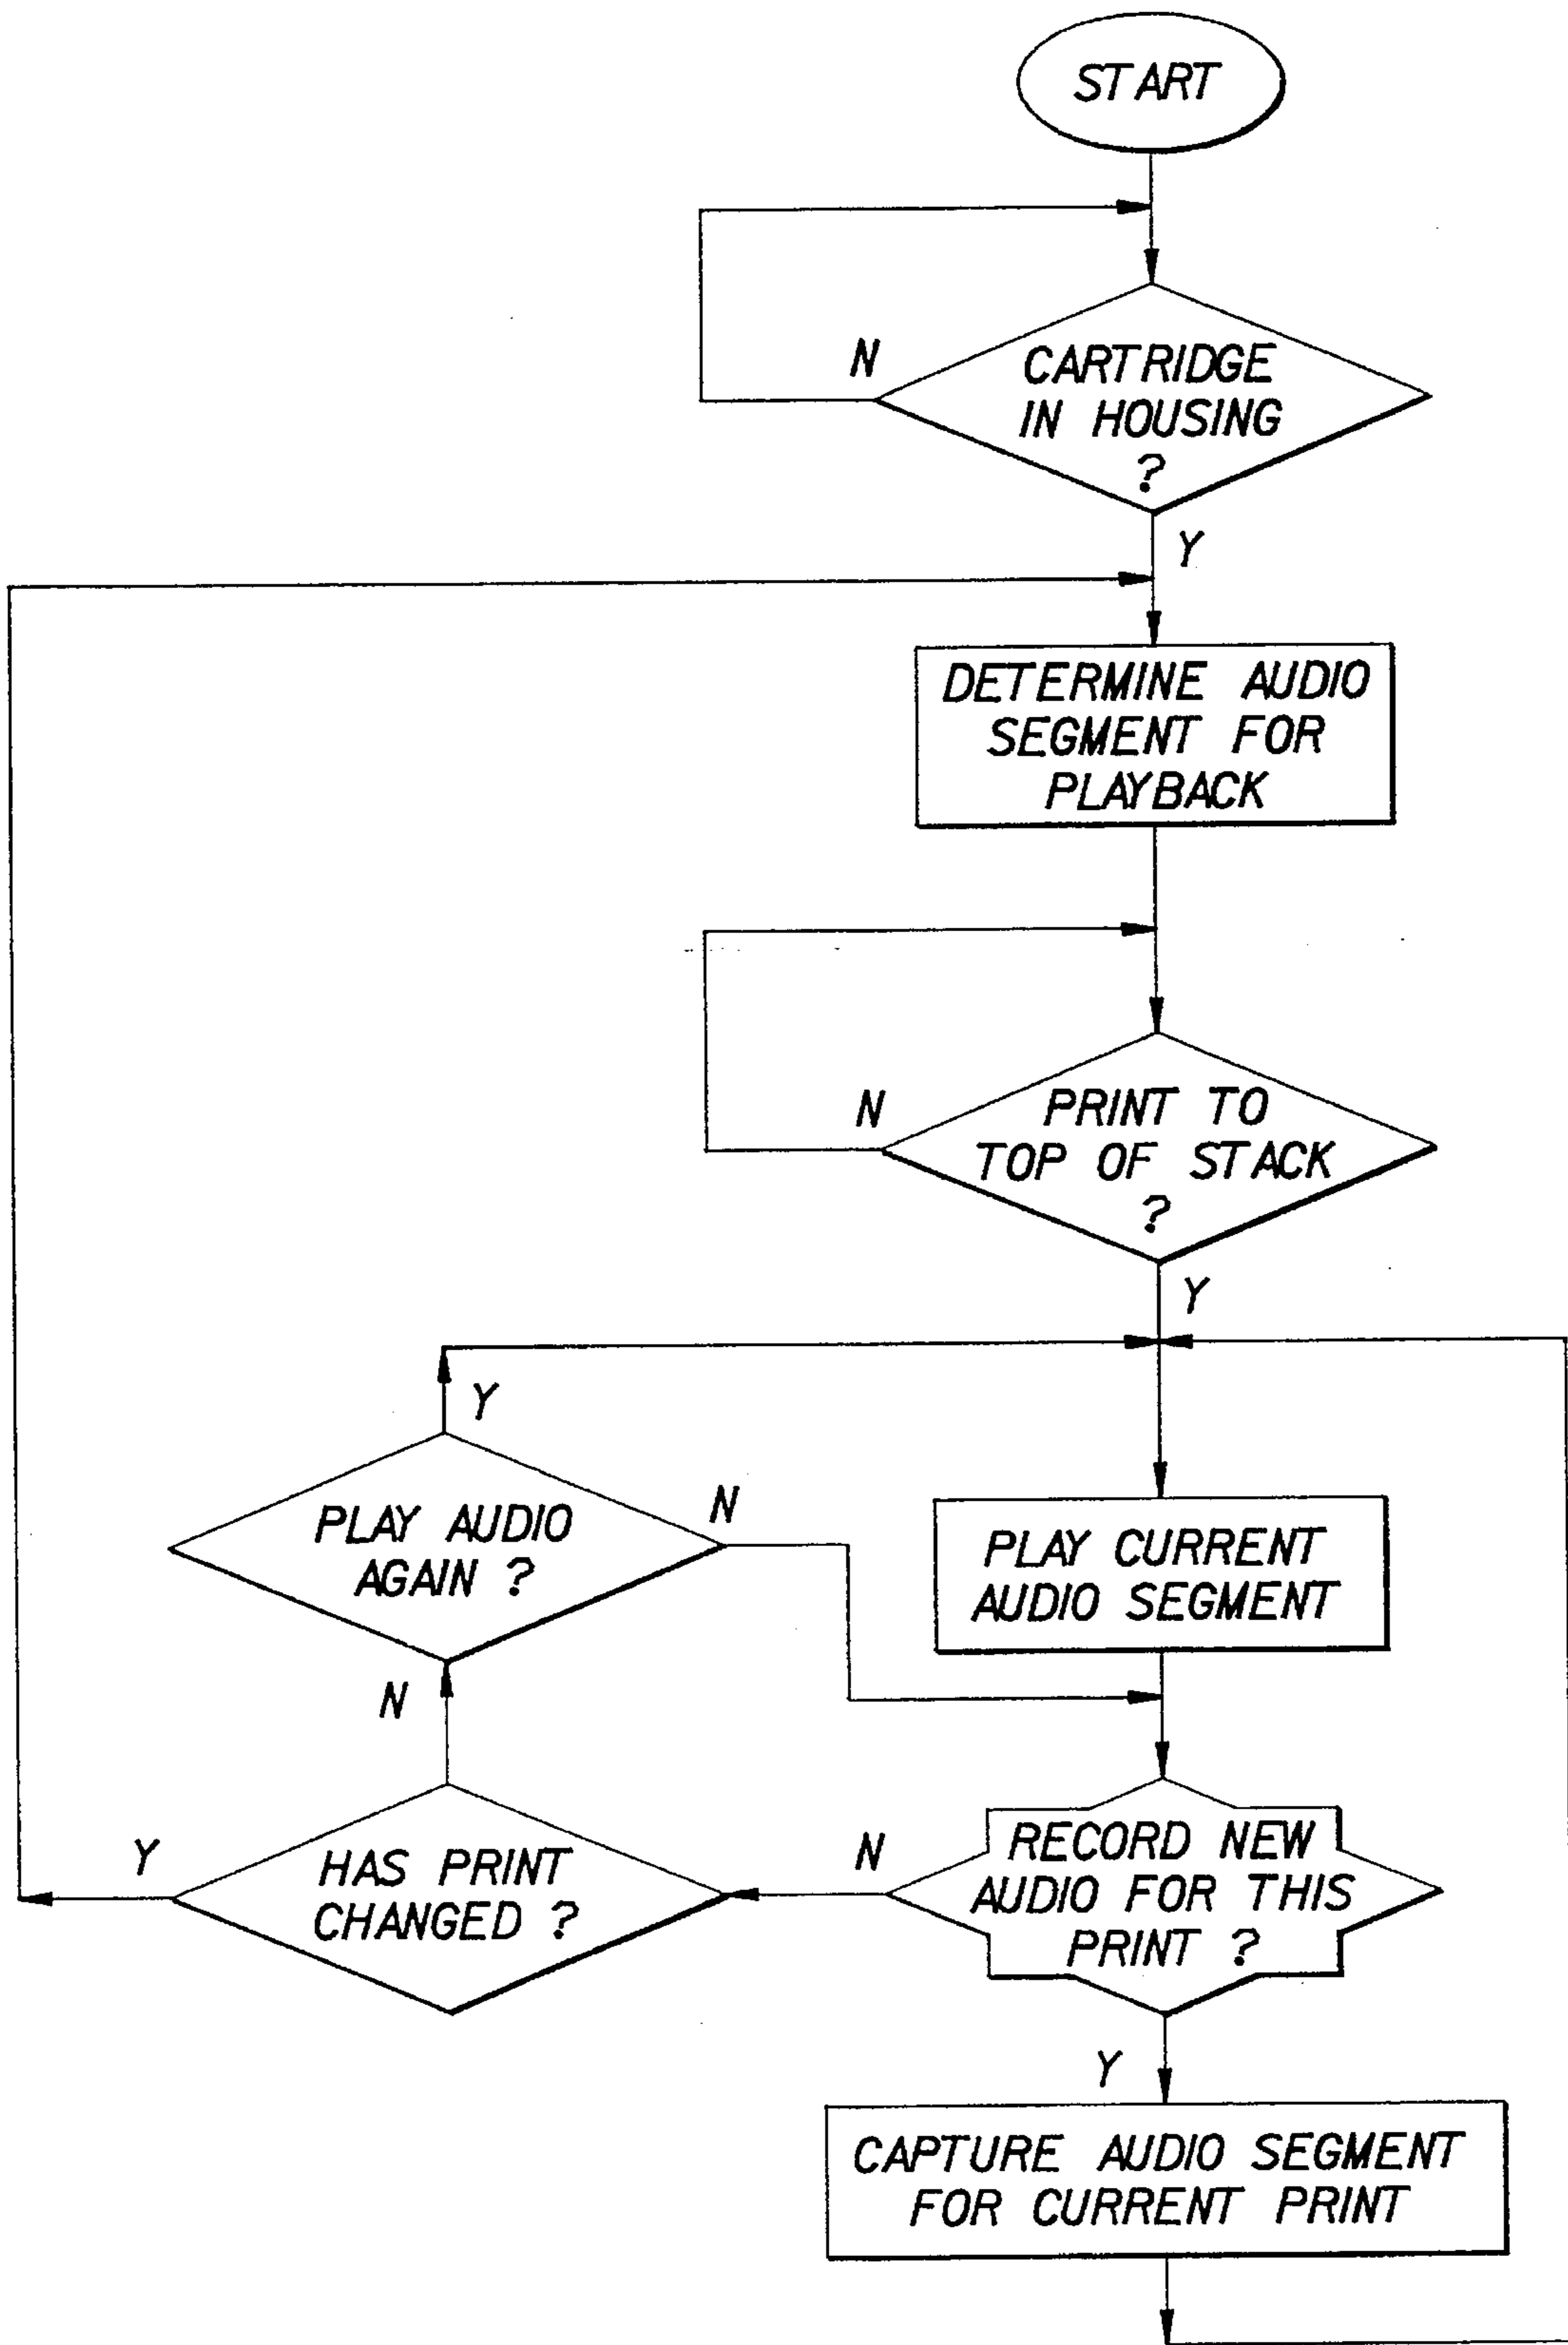 START
N
CARTRIDGE
IN HOUSING
?
Y
DETERMINE AUDIO
SEGMENT FOR
PLAYBACK
N
PRINT TO
TOP OF STACK
?
Y
Y
PLAY AUDIO
AGAIN ?
N
PLAY CURRENT
AUDIO SEGMENT
N
Y
HAS PRINT
CHANGED ?
N
RECORD NEW
AUDIO FOR THIS
PRINT ?
Y
CAPTURE AUDIO SEGMENT
FOR CURRENT PRINT